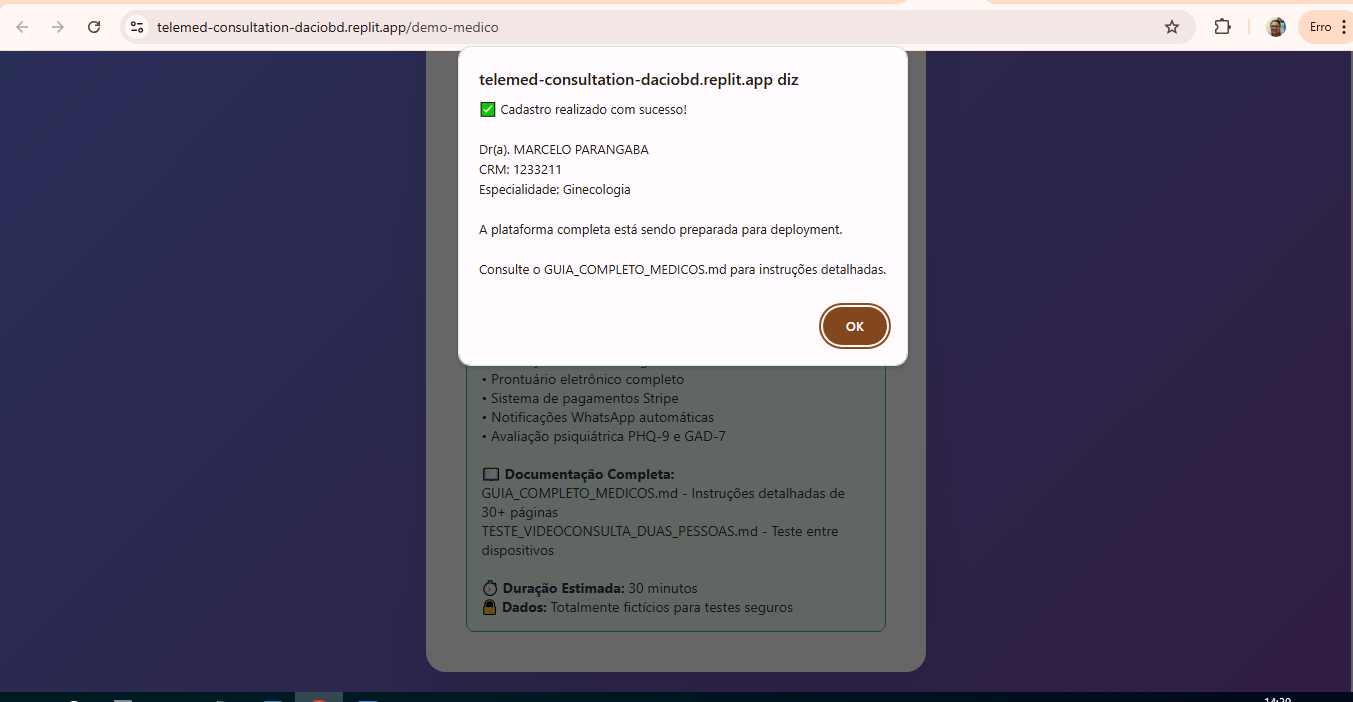 telemed-consultation-daciobd.replit.app/demo-medico
Erro
telemed-consultation-daciobd.replit.app diz
✅ Cadastro realizado com sucesso!
Dr(a). MARCELO PARANGABA
CRM: 1233211
Especialidade: Ginecologia
A plataforma completa está sendo preparada para deployment.
Consulte o GUIA_COMPLETO_MEDICOS.md para instruções detalhadas.
OK
• Prontuário eletrônico completo
• Sistema de pagamentos Stripe
• Notificações WhatsApp automáticas
• Avaliação psiquiátrica PHQ-9 e GAD-7
Documentação Completa:
GUIA_COMPLETO_MEDICOS.md - Instruções detalhadas de
30+ páginas
TESTE_VIDEOCONSULTA_DUAS_PESSOAS.md - Teste entre
dispositivos
Duração Estimada: 30 minutos
Dados: Totalmente fictícios para testes seguros